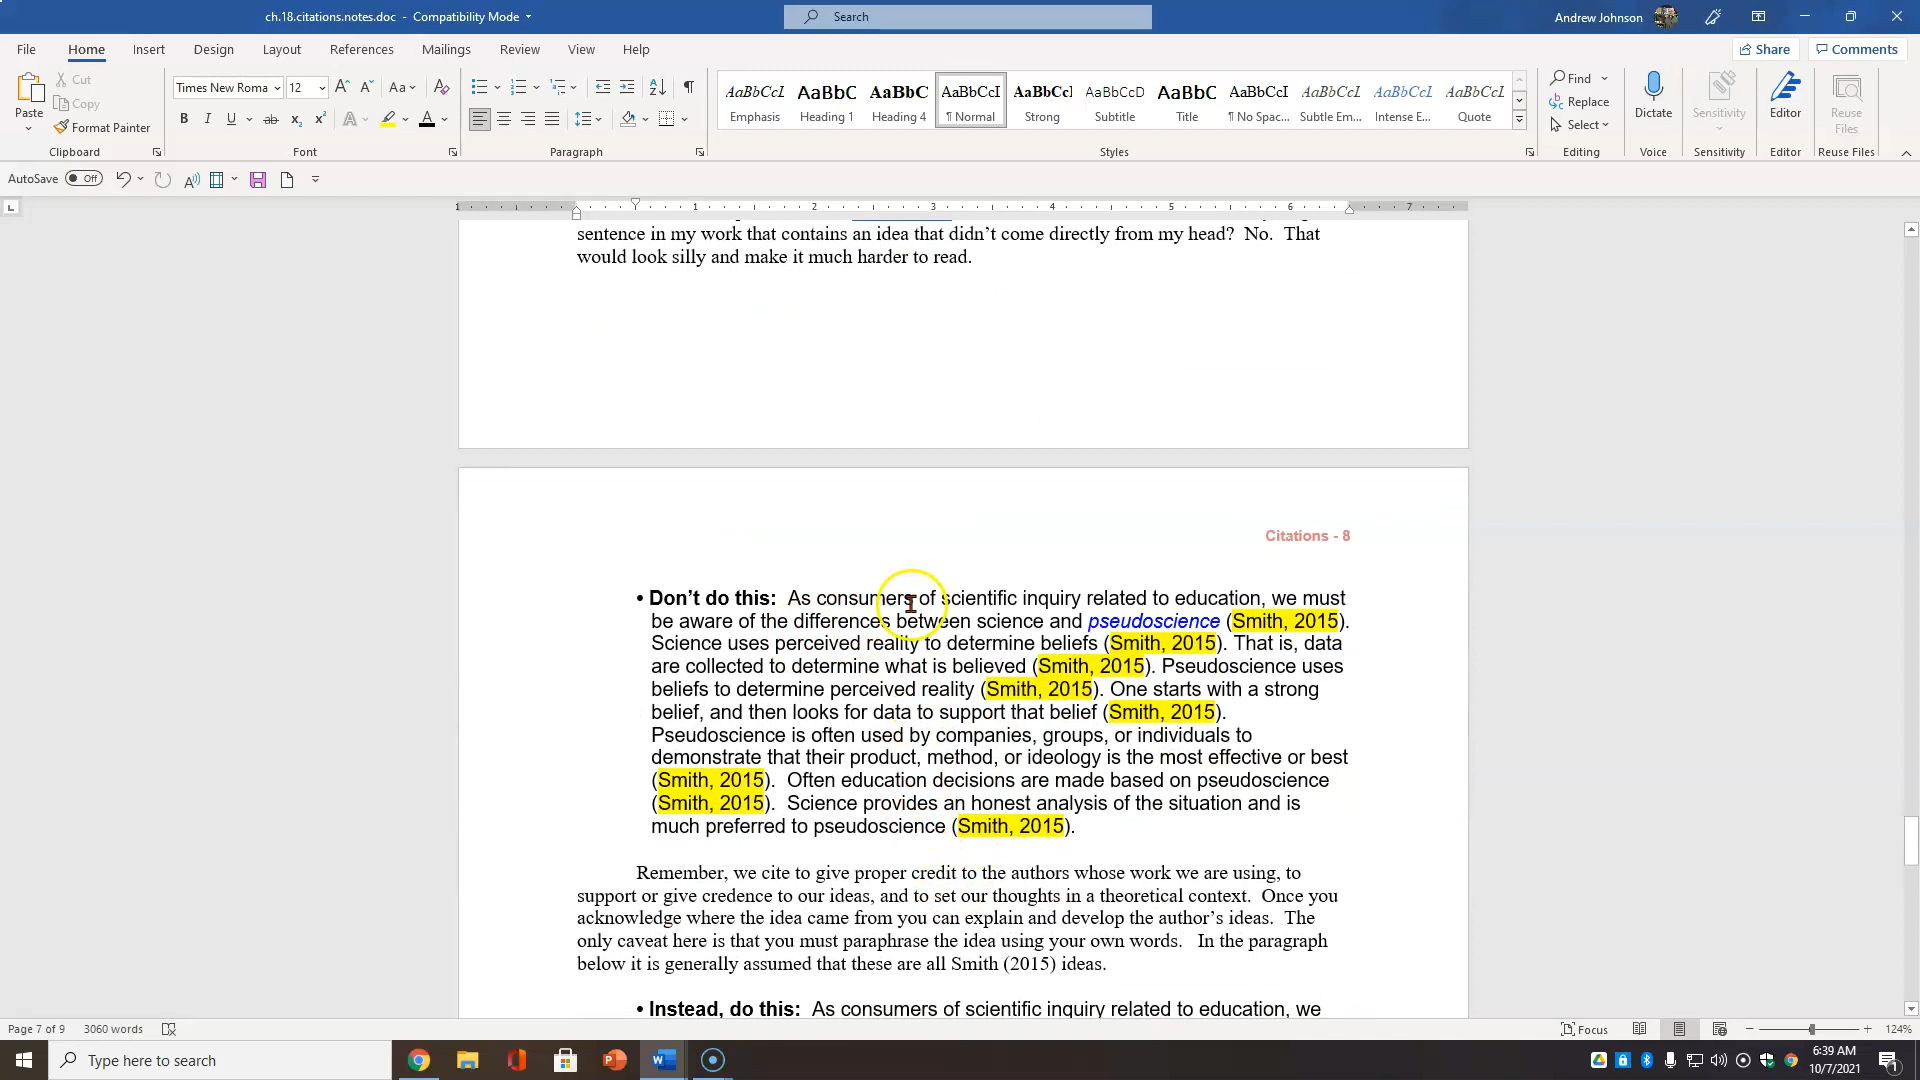 ch.18.citations.notes.doc - Compatibility Mode
Search
Andrew Johnson
File Home Insert Design Layout References Mailings Review View Help
Share Comments
Paste
Cut
Copy
Format Painter
Clipboard
Times New Roma 12
Font
Paragraph
AaBbCcI AaBbC AaBbC AaBbCcI AaBbCcI AaBbCcD AaBbC AaBbCcI AaBbCcI AaBbCcI AaBbCcI
Emphasis Heading 1 Heading 4 ¶ Normal Strong Subtitle Title ¶ No Spac... Subtle Em... Intense E... Quote
Styles
Find
Replace
Select
Editing
Dictate
Voice
Sensitivity
Sensitivity
Editor
Editor
Reuse
Files
Reuse Files
AutoSave Off
1 1 2 3 4 5 6 7
sentence in my work that contains an idea that didn’t come directly from my head? No. That
would look silly and make it much harder to read.
Citations - 8
• Don’t do this: As consumers of scientific inquiry related to education, we must
be aware of the differences between science and pseudoscience (Smith, 2015).
Science uses perceived reality to determine beliefs (Smith, 2015). That is, data
are collected to determine what is believed (Smith, 2015). Pseudoscience uses
beliefs to determine perceived reality (Smith, 2015). One starts with a strong
belief, and then looks for data to support that belief (Smith, 2015).
Pseudoscience is often used by companies, groups, or individuals to
demonstrate that their product, method, or ideology is the most effective or best
(Smith, 2015). Often education decisions are made based on pseudoscience
(Smith, 2015). Science provides an honest analysis of the situation and is
much preferred to pseudoscience (Smith, 2015).
Remember, we cite to give proper credit to the authors whose work we are using, to
support or give credence to our ideas, and to set our thoughts in a theoretical context. Once you
acknowledge where the idea came from you can explain and develop the author’s ideas. The
only caveat here is that you must paraphrase the idea using your own words. In the paragraph
below it is generally assumed that these are all Smith (2015) ideas.
• Instead, do this: As consumers of scientific inquiry related to education, we
Page 7 of 9 3060 words
Focus
124%
Type here to search
6:39 AM
10/7/2021
1